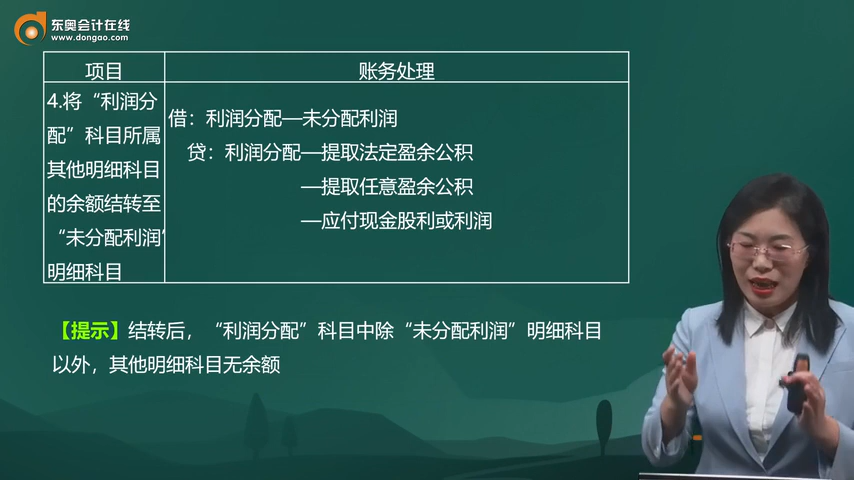 东奥会计在线
www.dongao.com
项目
账务处理
4.将“利润分
配”科目所属
其他明细科目
的余额结转至
“未分配利润”
明细科目
借：利润分配—未分配利润
贷：利润分配—提取法定盈余公积
—提取任意盈余公积
—应付现金股利或利润
【提示】结转后，“利润分配”科目中除“未分配利润”明细科目
以外，其他明细科目无余额